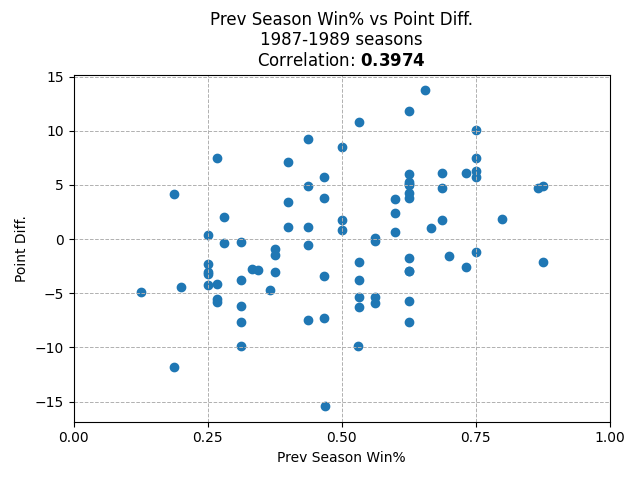 Prev Season Win% vs Point Diff.
1987-1989 seasons
Correlation: 0.3974
15
10
5
0
−5
−10
−15
Point Diff.
0.00
0.25
0.50
0.75
1.00
Prev Season Win%